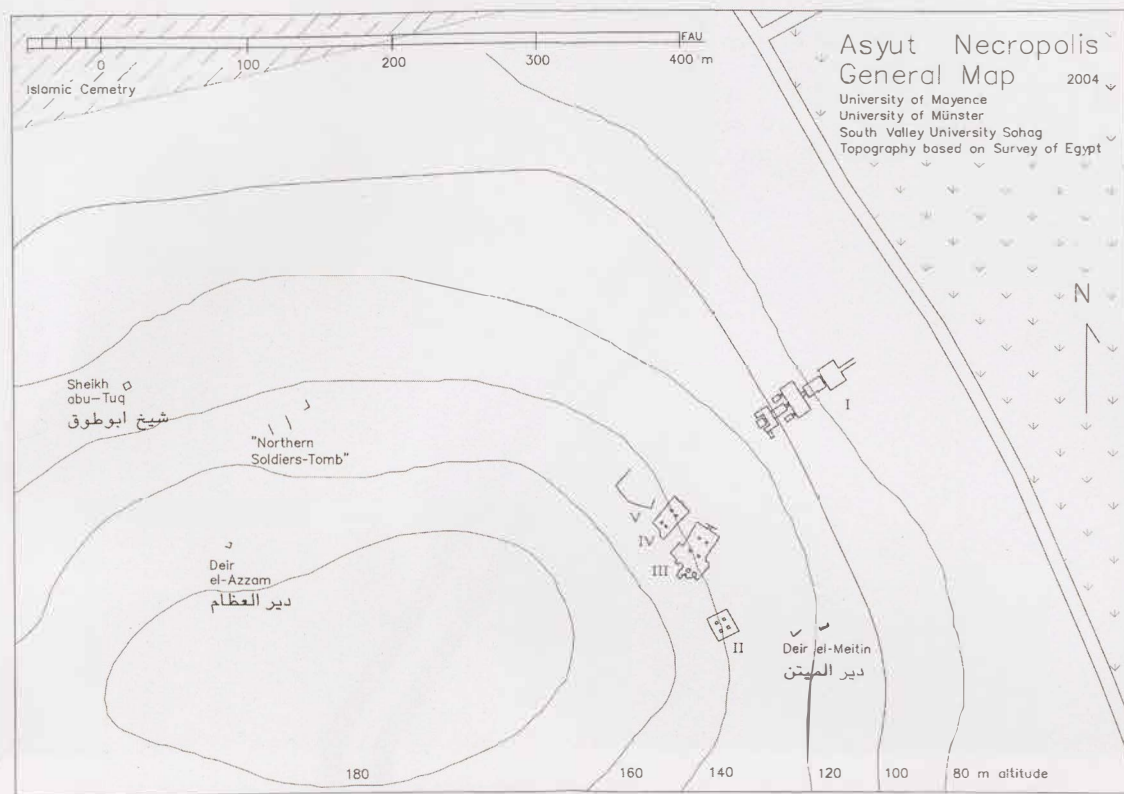 FAU
0 100 200 300 400 m
Islamic Cemetry
Asyut Necropolis
General Map 2004
University of Mayence
University of Münster
South Valley University Sohag
Topography based on Survey of Egypt
N
I
Sheikh
abu-Tuq
شيخ ابوطوق
"Northern
Soldiers-Tomb"
V
IV
III
II
Deir
el-Azzam
دير العظام
Deir el-Meitin
دير الميتن
180 160 140 120 100 80 m altitude